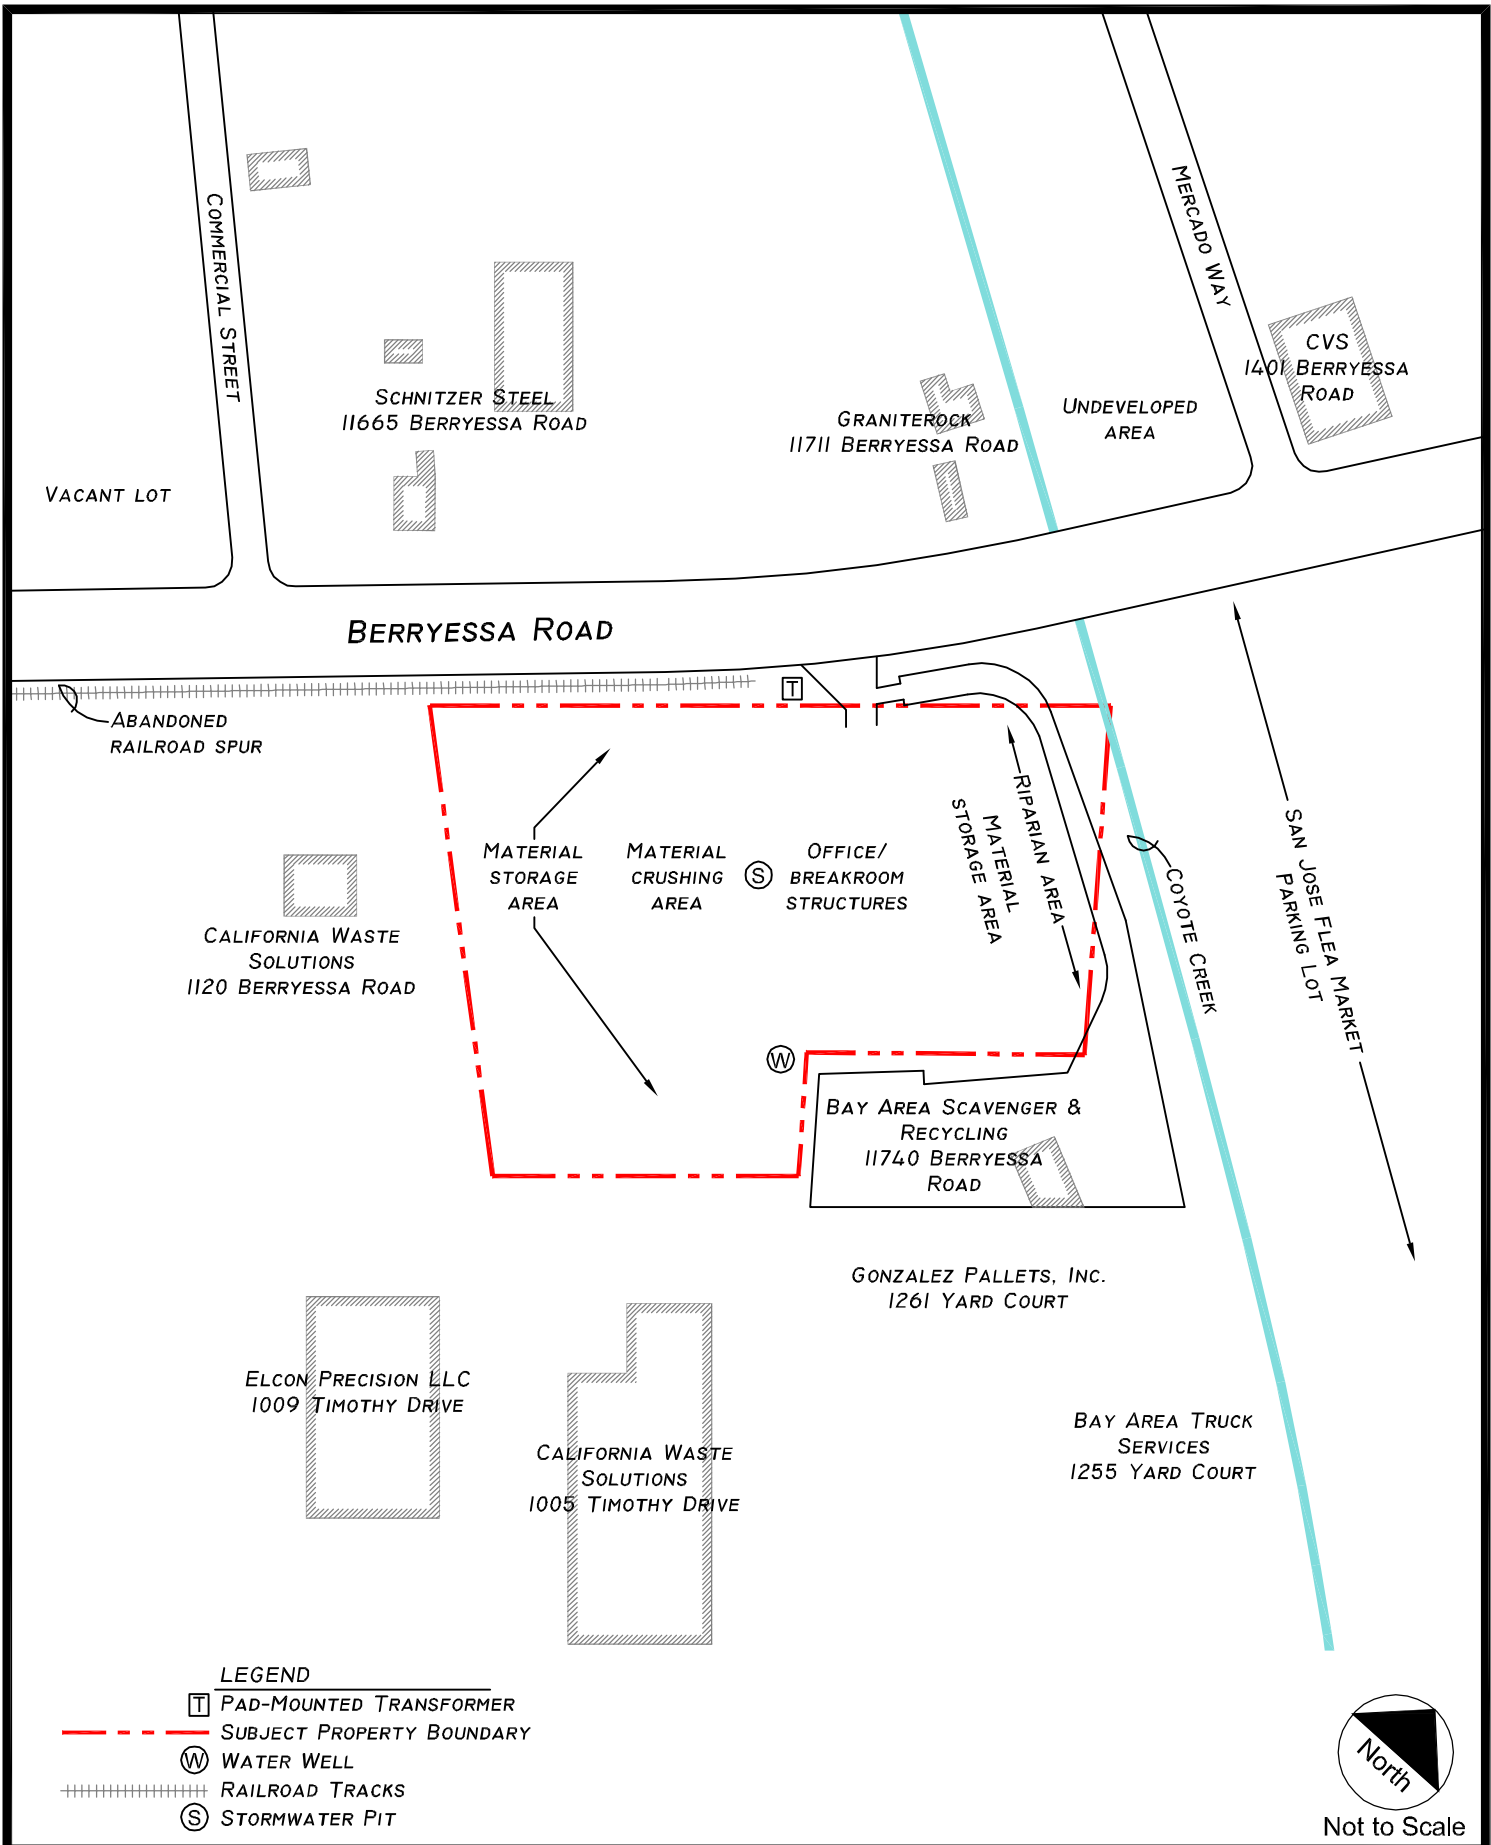 Commercial Street
Mercado Way
CVS
1401 Berryessa
Road
Schnitzer Steel
11665 Berryessa Road
Graniterock
11711 Berryessa Road
Undeveloped
area
Vacant lot
Berryessa Road
T
Abandoned
railroad spur
Material
storage
area
Material
crushing
area
S
Office/
breakroom
structures
Material
storage area
Riparian area
Coyote Creek
San Jose Flea Market
Parking Lot
California Waste
Solutions
1120 Berryessa Road
W
Bay Area Scavenger &
Recycling
11740 Berryessa
Road
Gonzalez Pallets, Inc.
1261 Yard Court
Elcon Precision LLC
1009 Timothy Drive
California Waste
Solutions
1005 Timothy Drive
Bay Area Truck
Services
1255 Yard Court
LEGEND
T Pad-Mounted Transformer
Subject Property Boundary
W Water Well
Railroad Tracks
S Stormwater Pit
North
Not to Scale